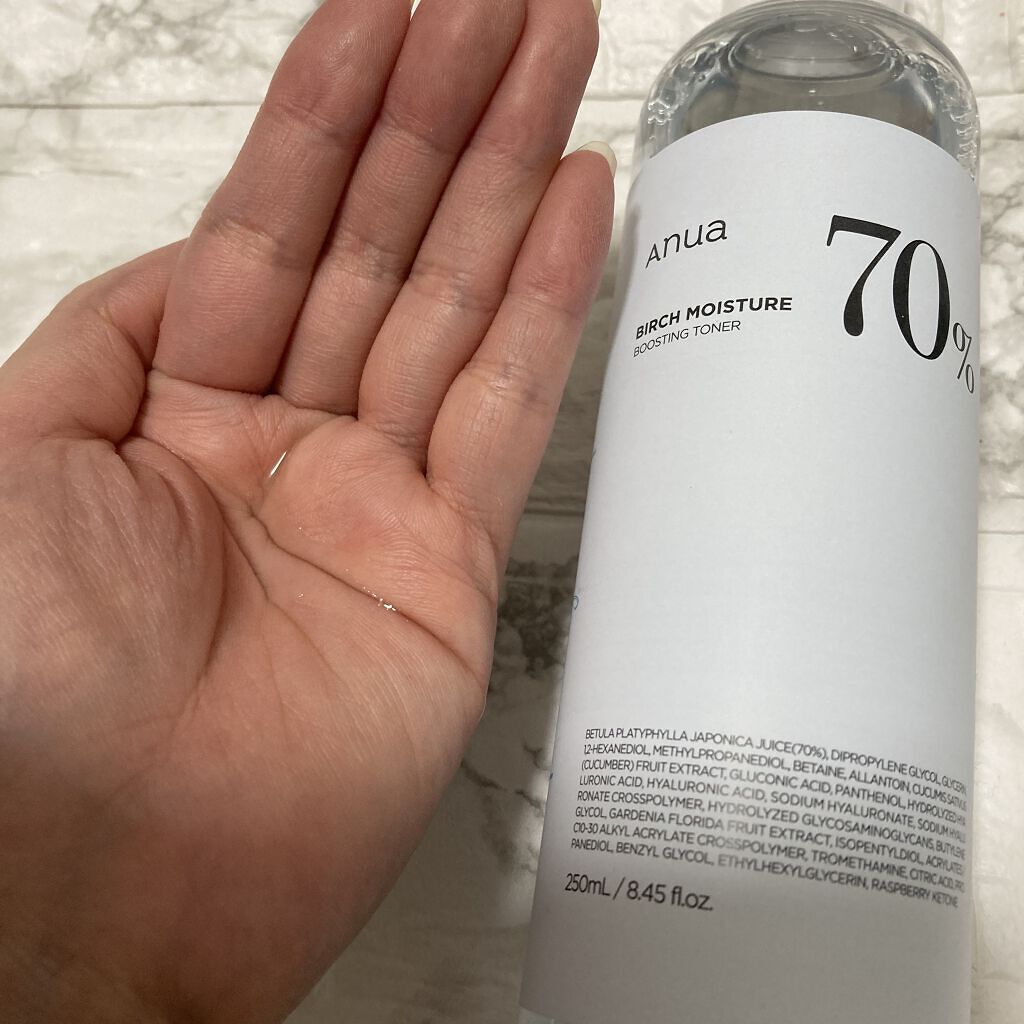 Anua
70%
BIRCH MOISTURE
BOOSTING TONER
BETULA PLATYPHYLLA JAPONICA JUICE(70%), DIPROPYLENE GLYCOL, GLYCERIN,
1,2-HEXANEDIOL, METHYLPROPANEDIOL, BETAINE, ALLANTOIN, CUCUMIS SATIVUS
(CUCUMBER) FRUIT EXTRACT, GLUCONIC ACID, PANTHENOL, HYDROLYZED HYA
LURONIC ACID, HYALURONIC ACID, SODIUM HYALURONATE, SODIUM HYALU
RONATE CROSSPOLYMER, HYDROLYZED GLYCOSAMINOGLYCANS, BUTYLENE
GLYCOL, GARDENIA FLORIDA FRUIT EXTRACT, ISOPENTYLDIOL, ACRYLATES/
C10-30 ALKYL ACRYLATE CROSSPOLYMER, TROMETHAMINE, CITRIC ACID, PRO
PANEDIOL, BENZYL GLYCOL, ETHYLHEXYLGLYCERIN, RASPBERRY KETONE
250mL / 8.45 fl.oz.